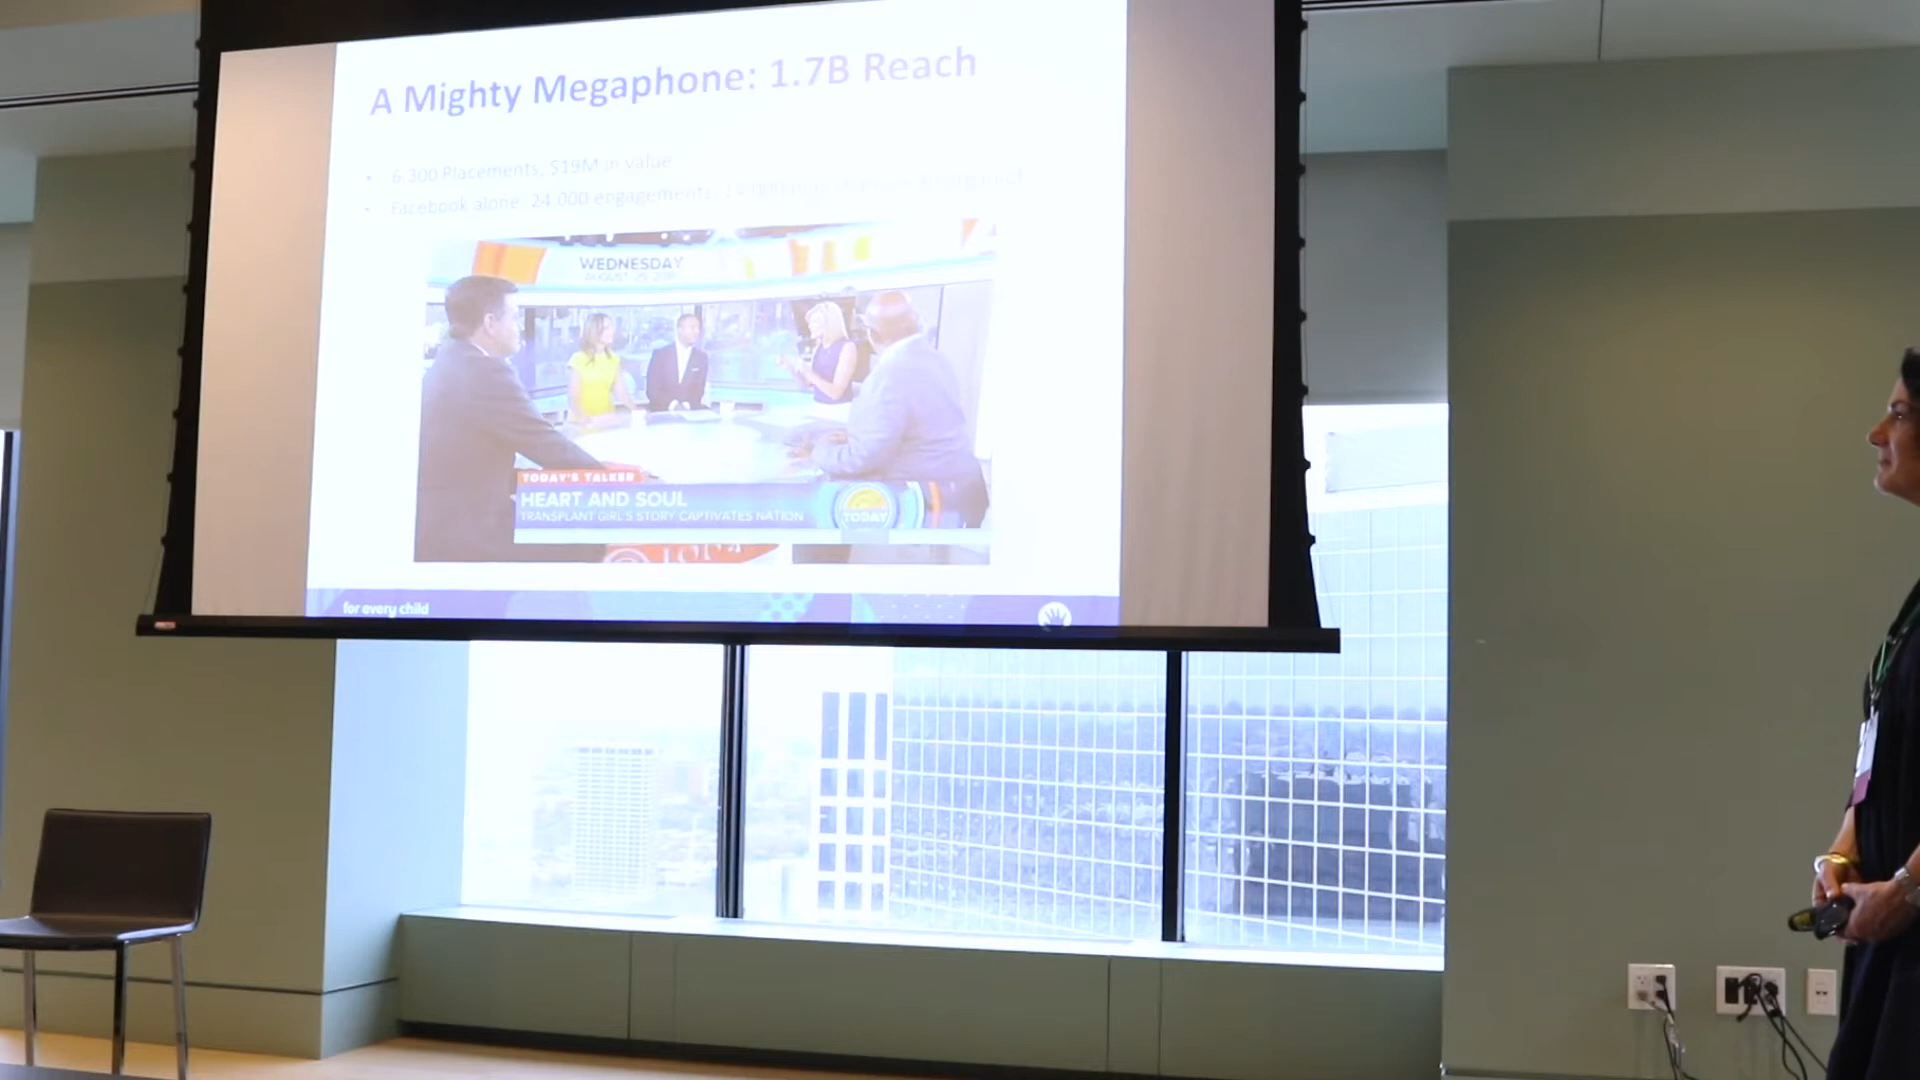 A Mighty Megaphone: 1.7B Reach
• 6,300 Placements, $19M in value
• Facebook alone: 24,000 engagements;
WEDNESDAY
TODAY'S TALKER
HEART AND SOUL
TRANSPLANT GIRL'S STORY CAPTIVATES NATION
TODAY
for every child